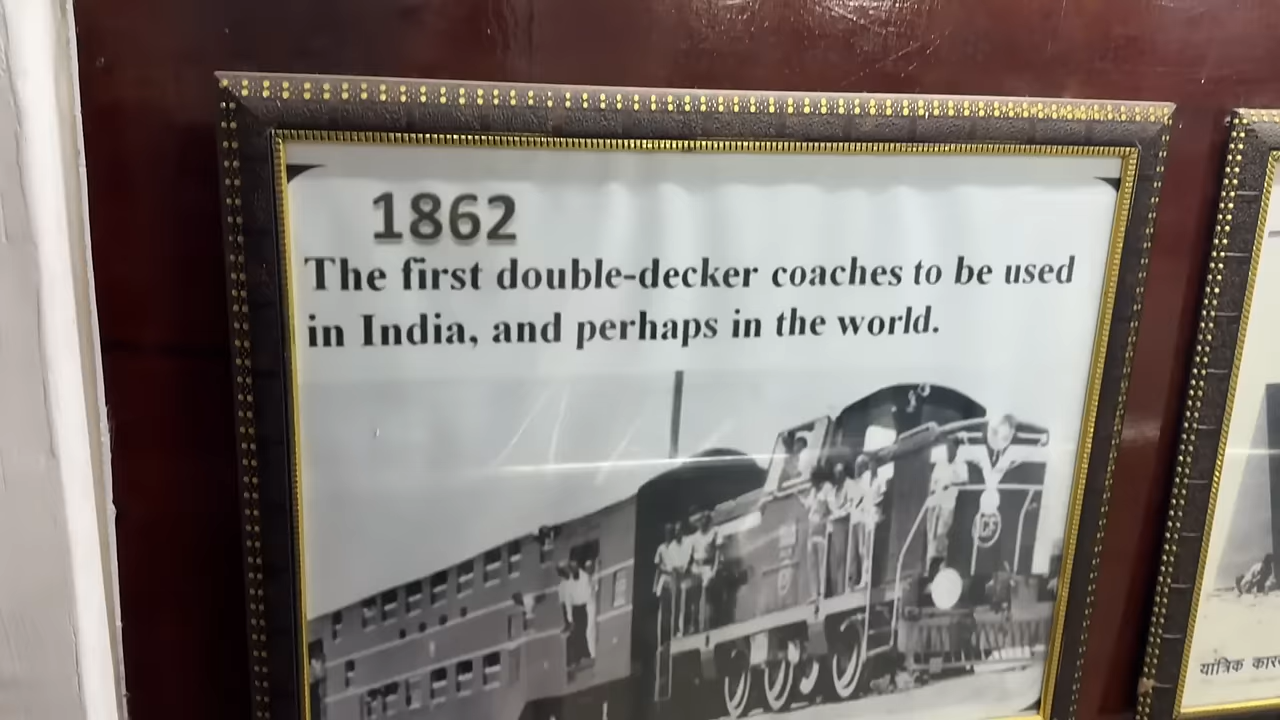 1862
The first double-decker coaches to be used
in India, and perhaps in the world.
यांत्रिक